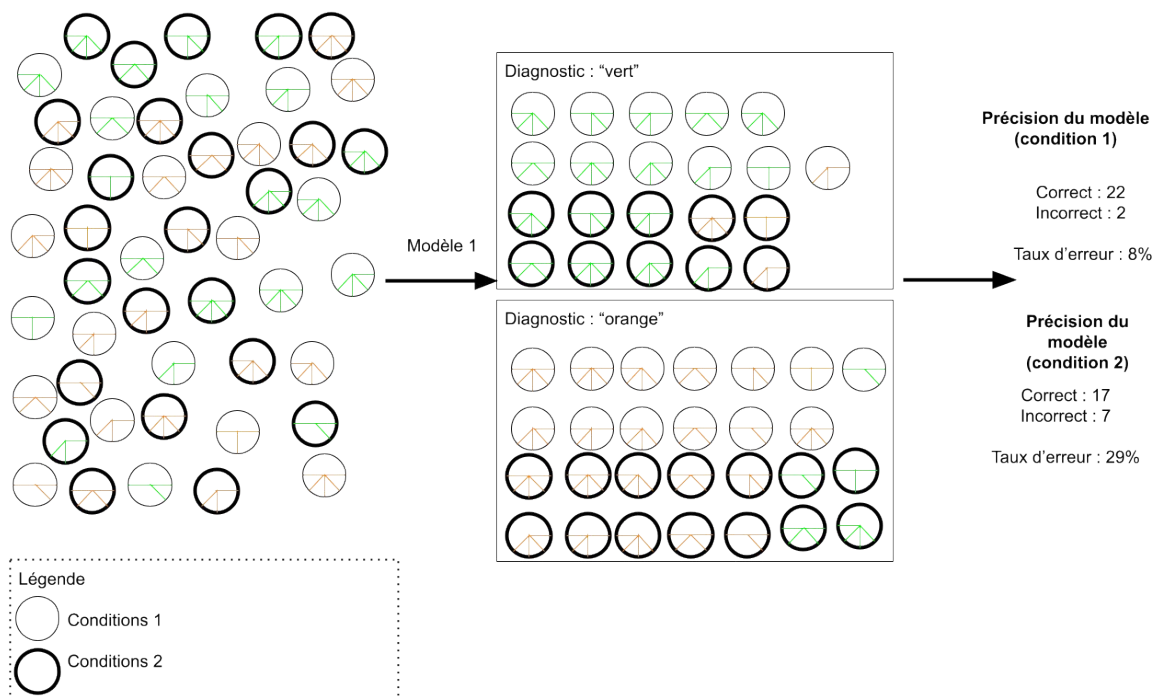 Diagnostic : “vert”
Modèle 1
Diagnostic : “orange”
Précision du modèle
(condition 1)
Correct : 22
Incorrect : 2
Taux d’erreur : 8%
Précision du
modèle
(condition 2)
Correct : 17
Incorrect : 7
Taux d’erreur : 29%
Légende
Conditions 1
Conditions 2